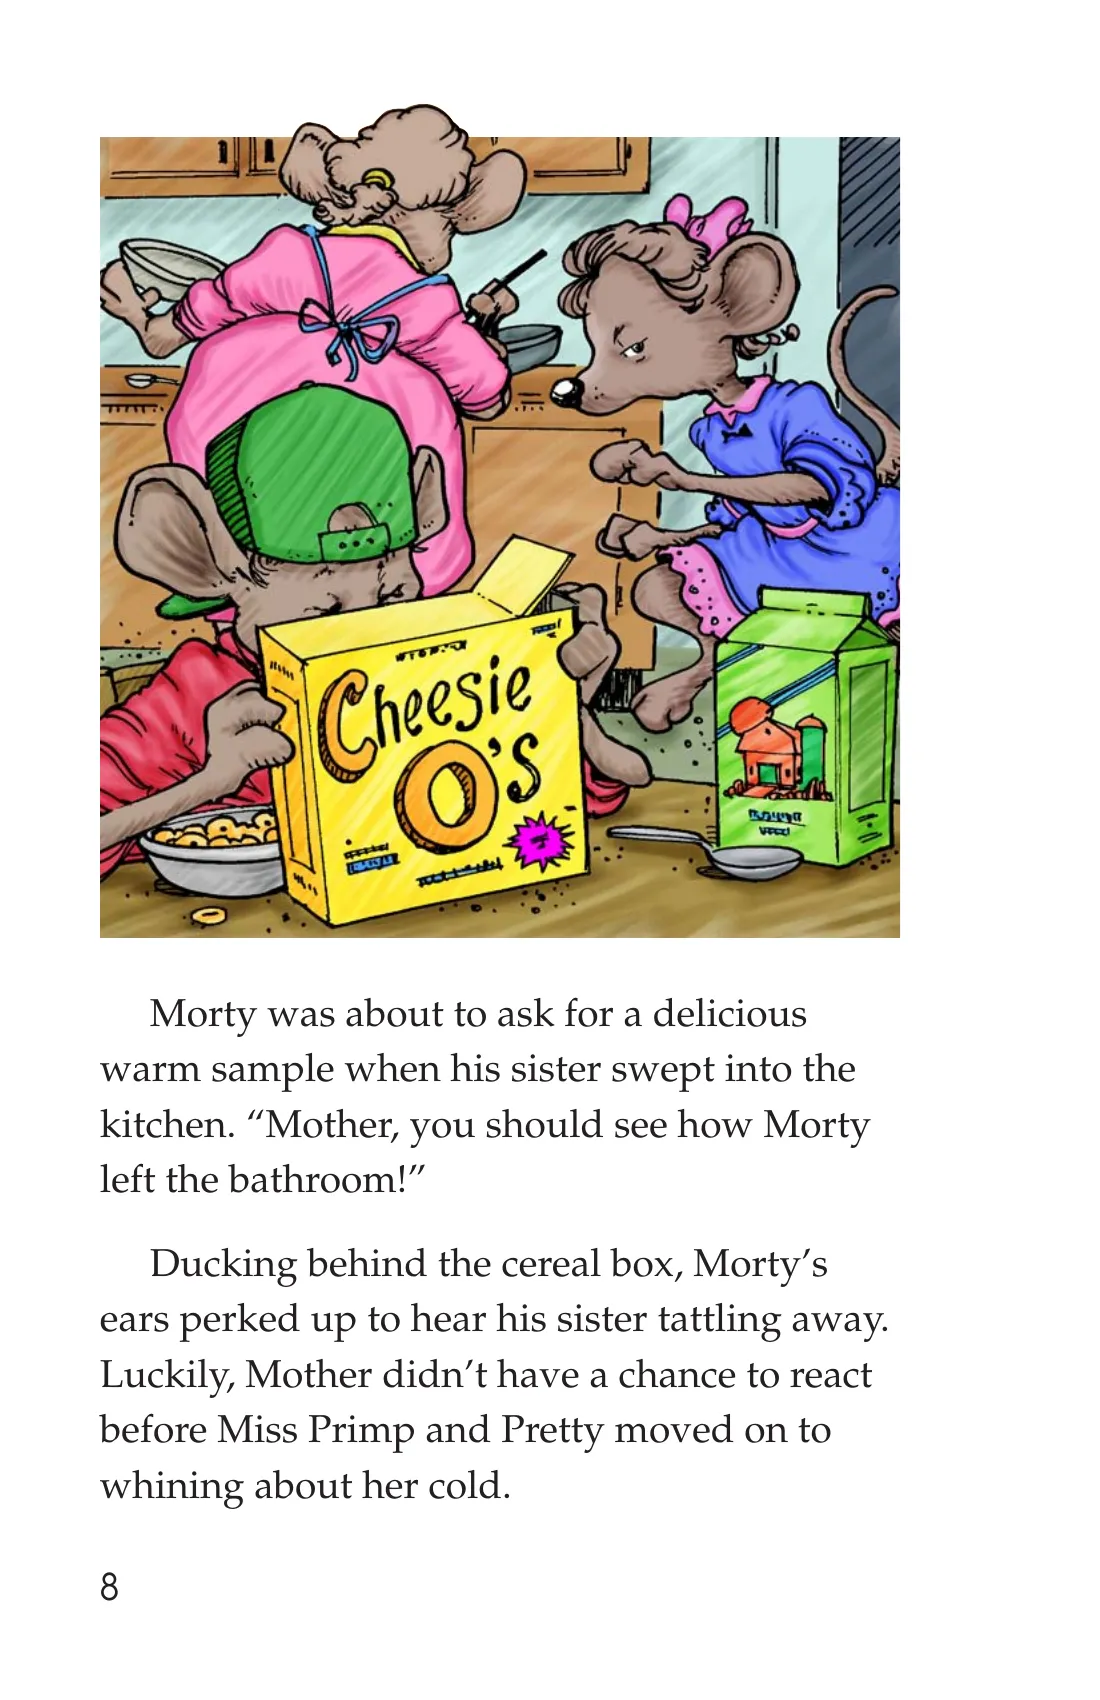 Cheesie
O's
Morty was about to ask for a delicious
warm sample when his sister swept into the
kitchen. “Mother, you should see how Morty
left the bathroom!”
Ducking behind the cereal box, Morty’s
ears perked up to hear his sister tattling away.
Luckily, Mother didn’t have a chance to react
before Miss Primp and Pretty moved on to
whining about her cold.
8